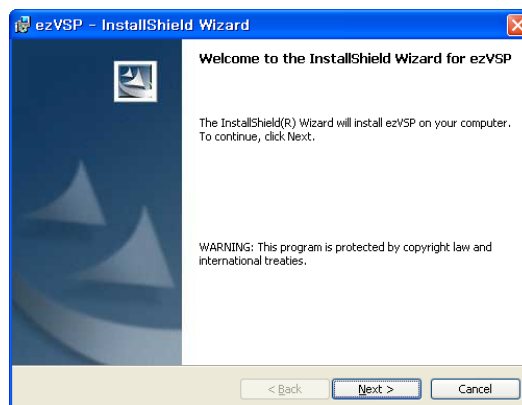 ezVSP - InstallShield Wizard
Welcome to the InstallShield Wizard for ezVSP
The InstallShield(R) Wizard will install ezVSP on your computer.
To continue, click Next.
WARNING: This program is protected by copyright law and
international treaties.
< Back
Next >
Cancel